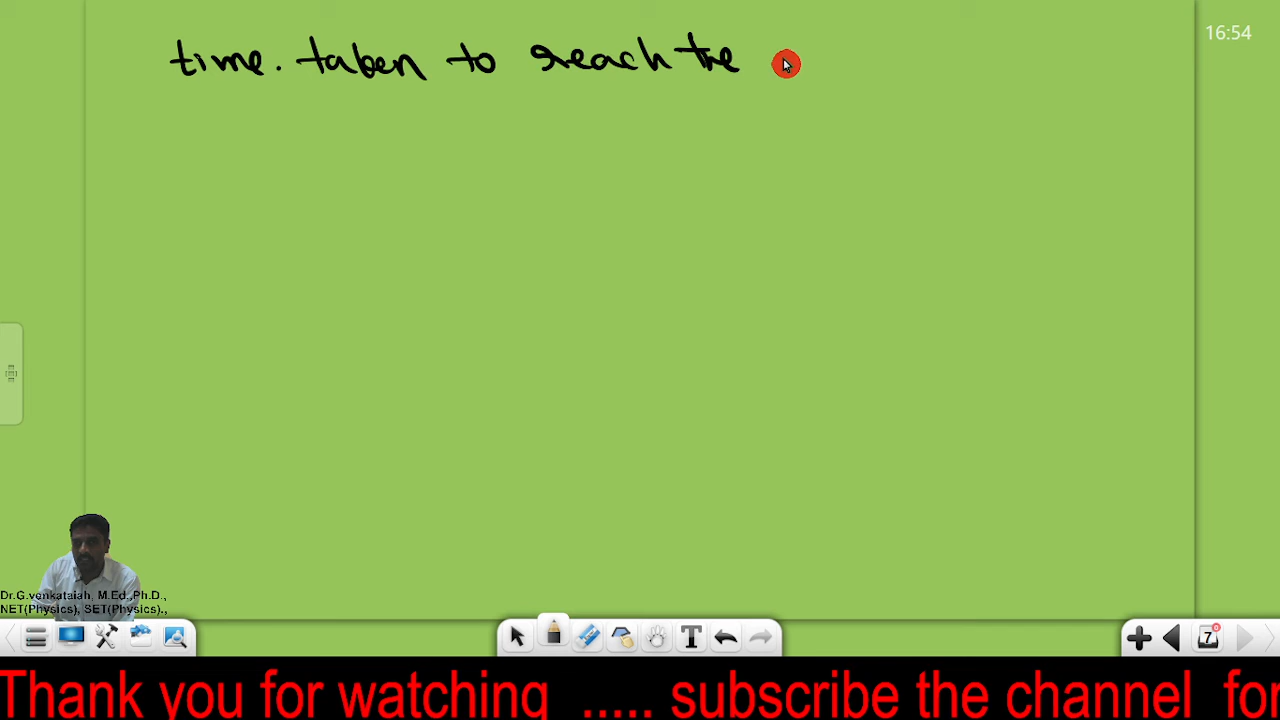 16:54
time. taken to reach the
Dr.G.venkataiah, M.Ed.,Ph.D.,
NET(Physics), SET(Physics).,
T
7
Thank you for watching ..... subscribe the channel for